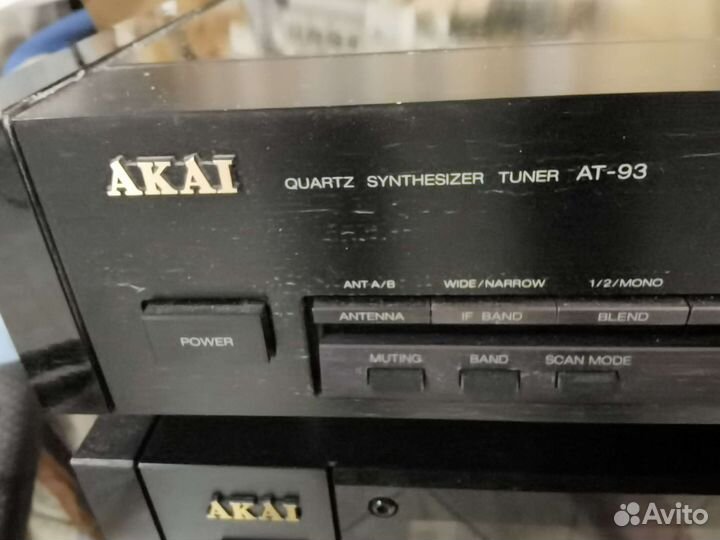 AKAI QUARTZ SYNTHESIZER TUNER AT-93
ANT A/B WIDE/NARROW 1/2/MONO
POWER ANTENNA IF BAND BLEND
MUTING BAND SCAN MODE
AKAI
Avito